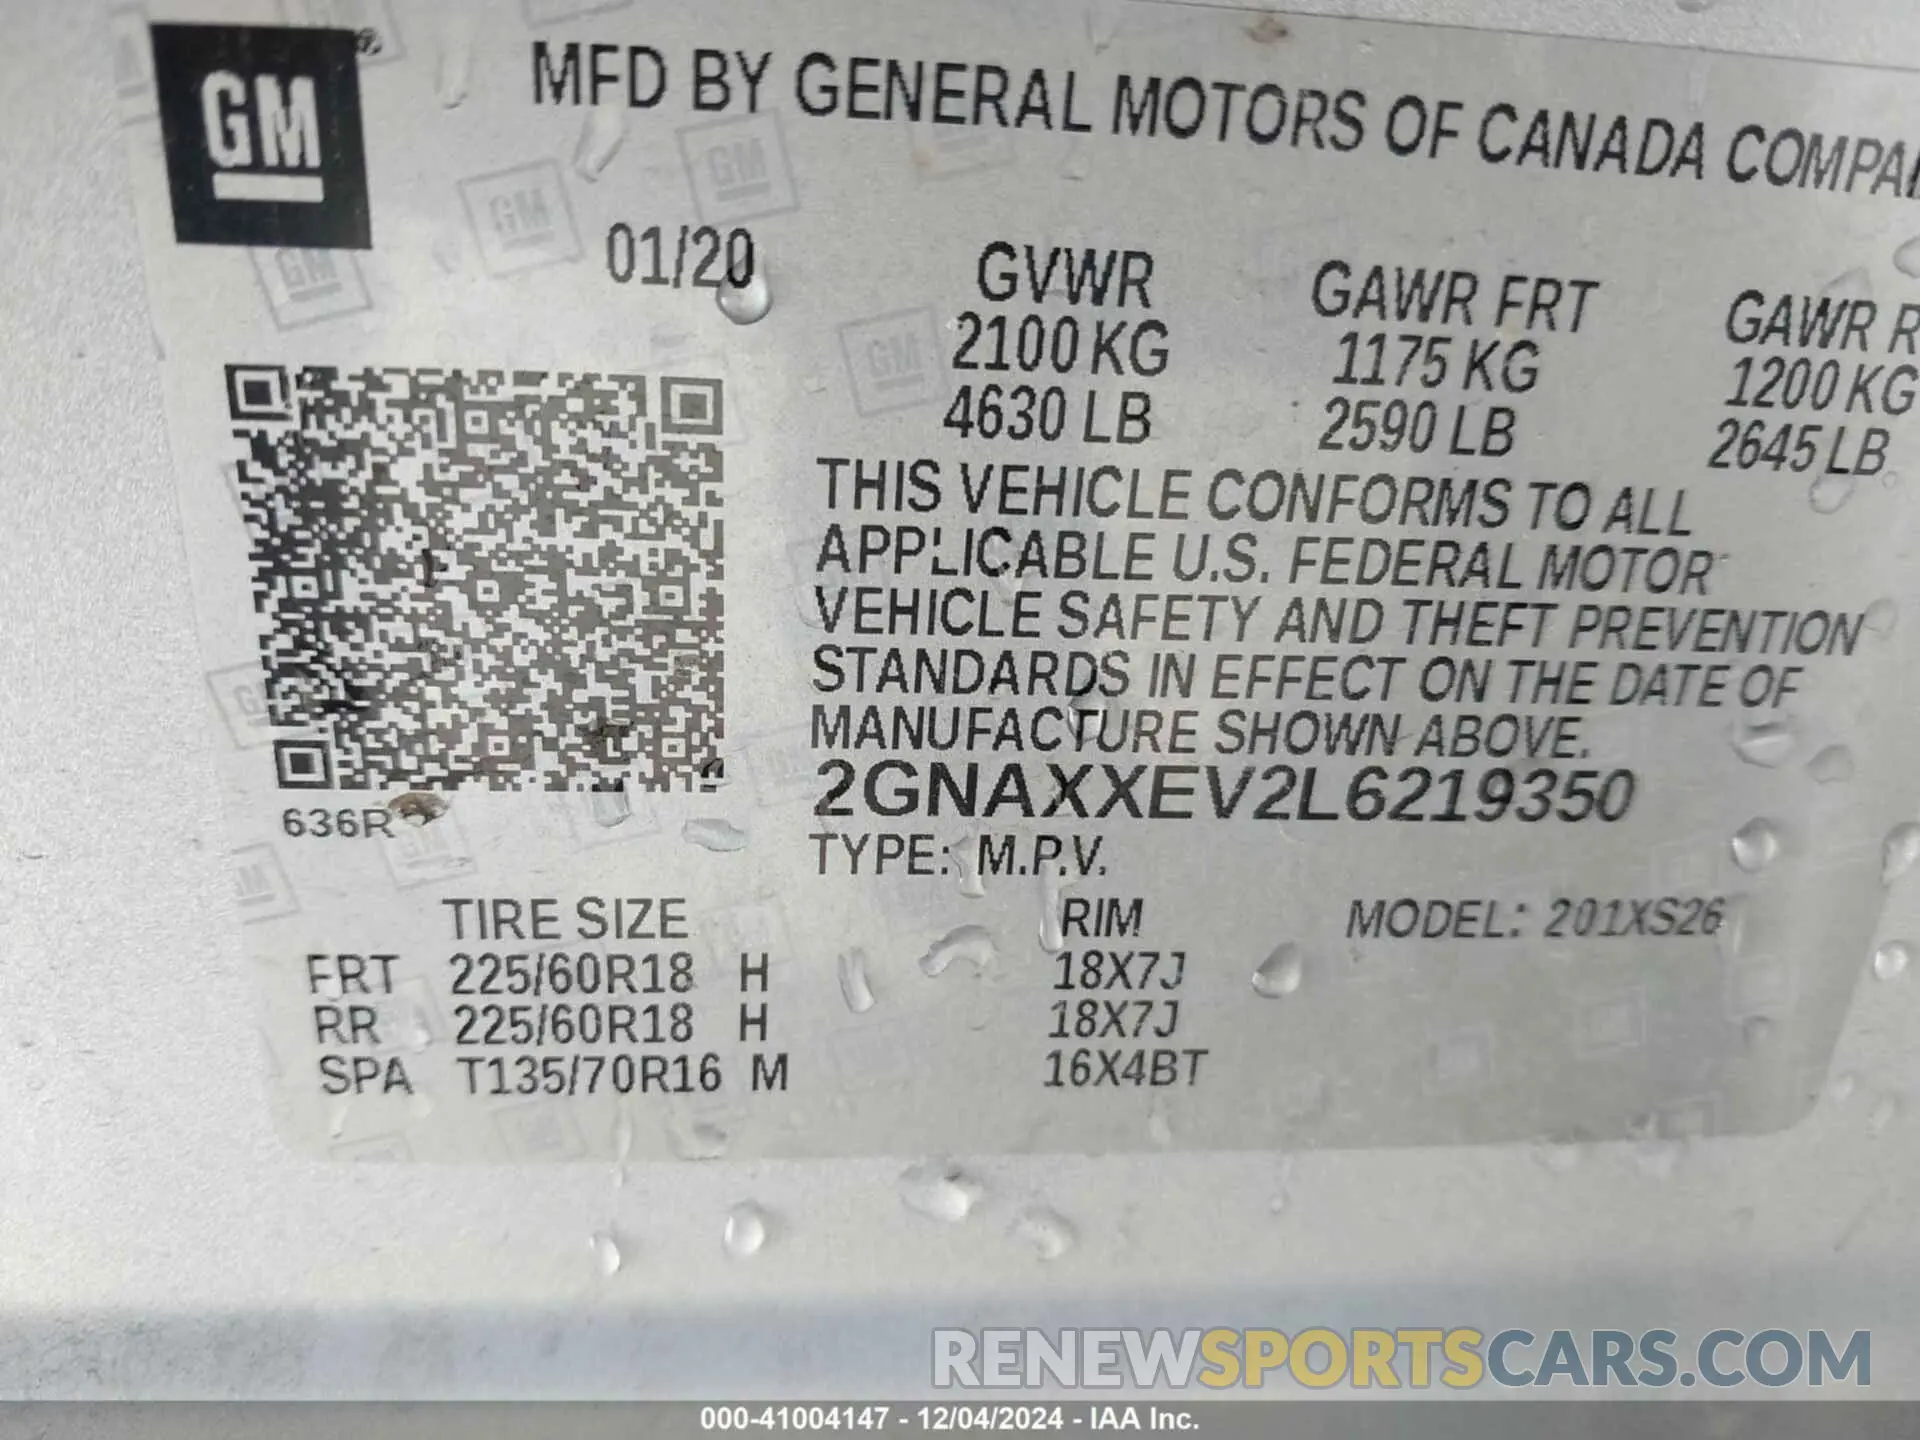 GM
MFD BY GENERAL MOTORS OF CANADA
01/20 GVWR GAWR FRT GAWR
2100 KG 1175 KG 1200 KG
4630 LB 2590 LB 2645 LB
THIS VEHICLE CONFORMS TO ALL
APPLICABLE U.S. FEDERAL MOTOR
VEHICLE SAFETY AND THEFT PREVENTION
STANDARDS IN EFFECT ON THE DATE OF
MANUFACTURE SHOWN ABOVE.
2GNAXXEV2L6219350
636R
TYPE: M.P.V.
TIRE SIZE RIM MODEL: 201XS26
FRT 225/60R18 H 18X7J
RR 225/60R18 H 18X7J
SPA T135/70R16 M 16X4BT
RENEWSPORTSCARS.COM
000-41004147 - 12/04/2024 - IAA Inc.